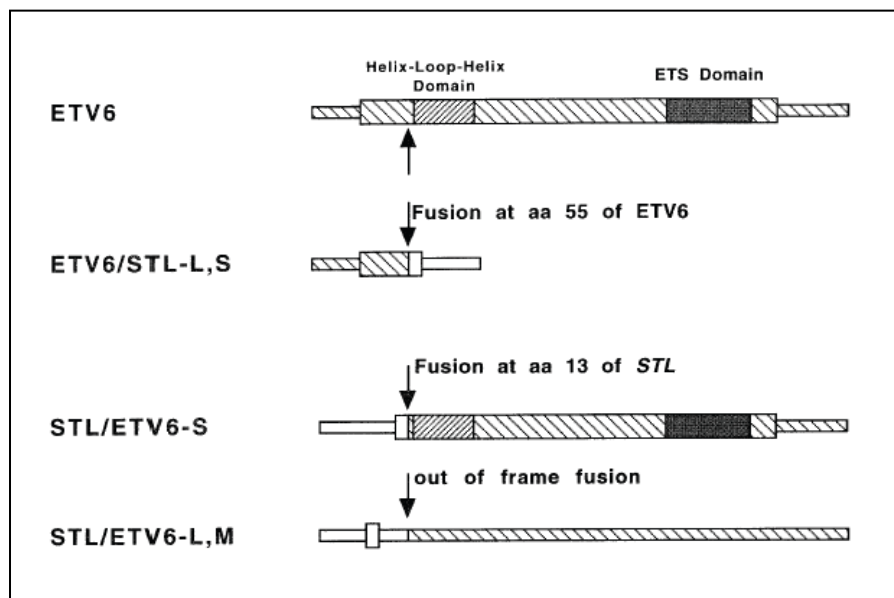 Helix-Loop-Helix
Domain
ETS Domain
ETV6
Fusion at aa 55 of ETV6
ETV6/STL-L,S
Fusion at aa 13 of STL
STL/ETV6-S
out of frame fusion
STL/ETV6-L,M